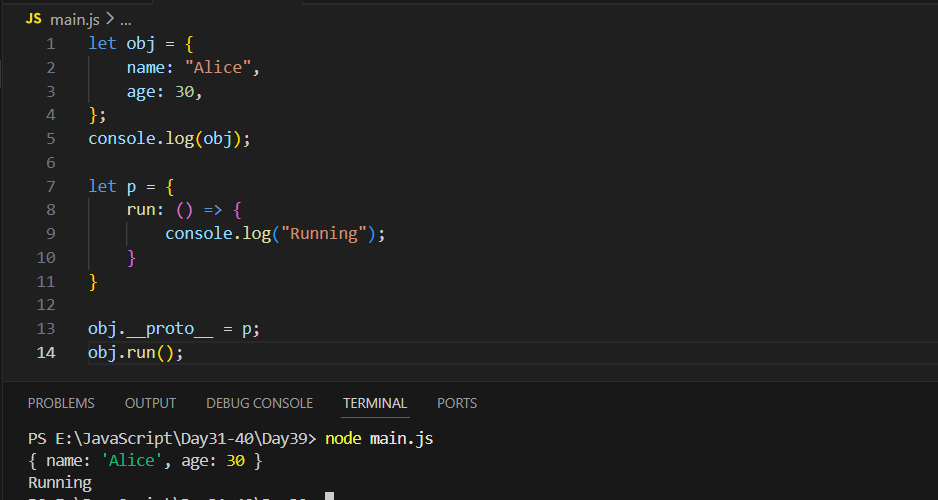 JS main.js > ...
1 let obj = {
2     name: "Alice",
3     age: 30,
4 };
5 console.log(obj);
6
7 let p = {
8     run: () => {
9         console.log("Running");
10     }
11 }
12
13 obj.__proto__ = p;
14 obj.run();
PROBLEMS OUTPUT DEBUG CONSOLE TERMINAL PORTS
PS E:\JavaScript\Day31-40\Day39> node main.js
{ name: 'Alice', age: 30 }
Running